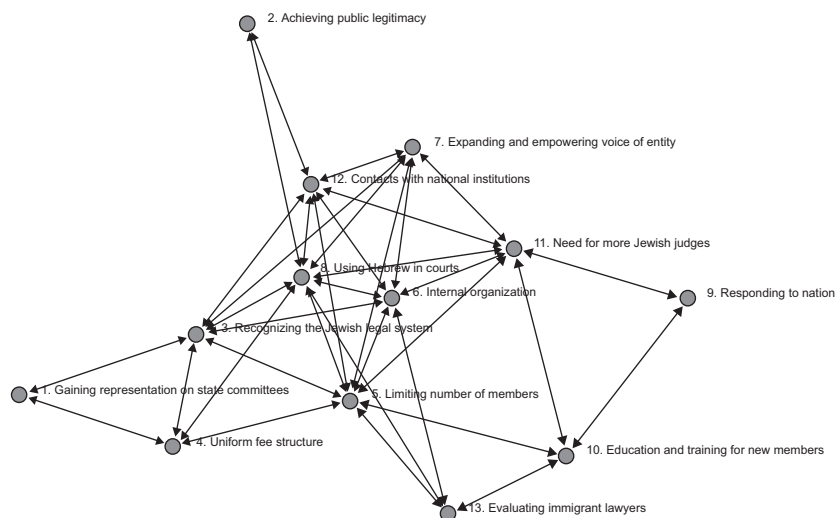 2. Achieving public legitimacy
7. Expanding and empowering voice of entity
12. Contacts with national institutions
11. Need for more Jewish judges
8. Using Hebrew in courts
6. Internal organization
9. Responding to nation
3. Recognizing the Jewish legal system
1. Gaining representation on state committees
5. Limiting number of members
4. Uniform fee structure
10. Education and training for new members
13. Evaluating immigrant lawyers